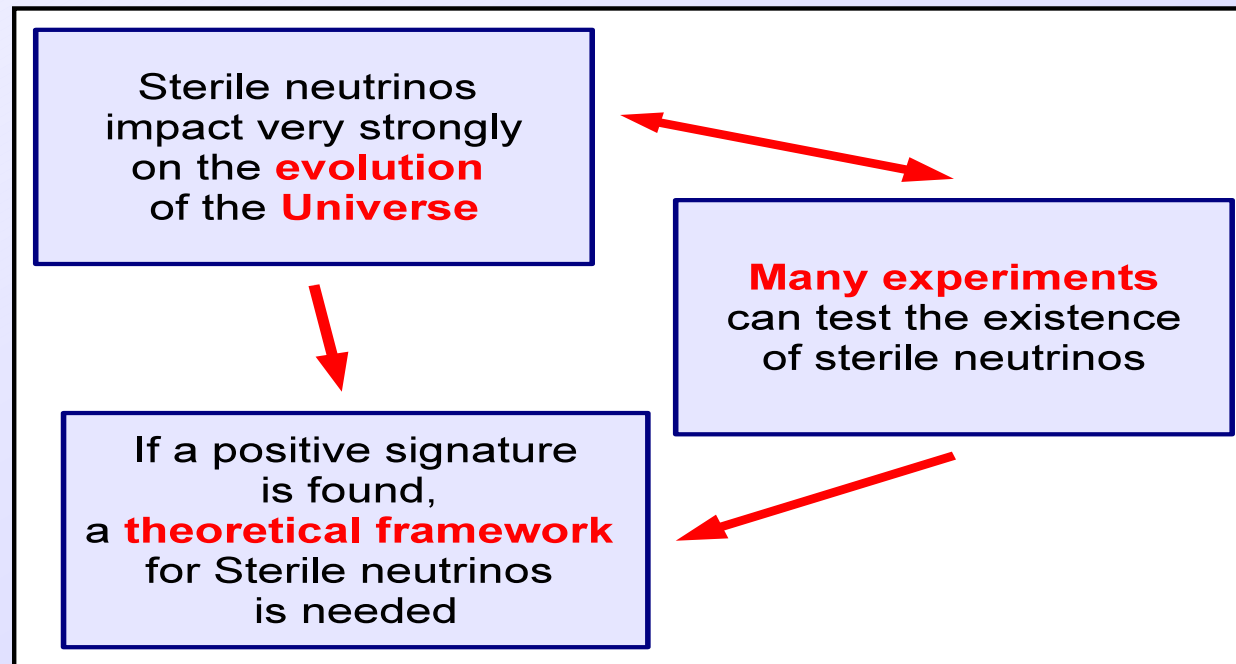 Sterile neutrinos
impact very strongly
on the evolution
of the Universe
Many experiments
can test the existence
of sterile neutrinos
If a positive signature
is found,
a theoretical framework
for Sterile neutrinos
is needed